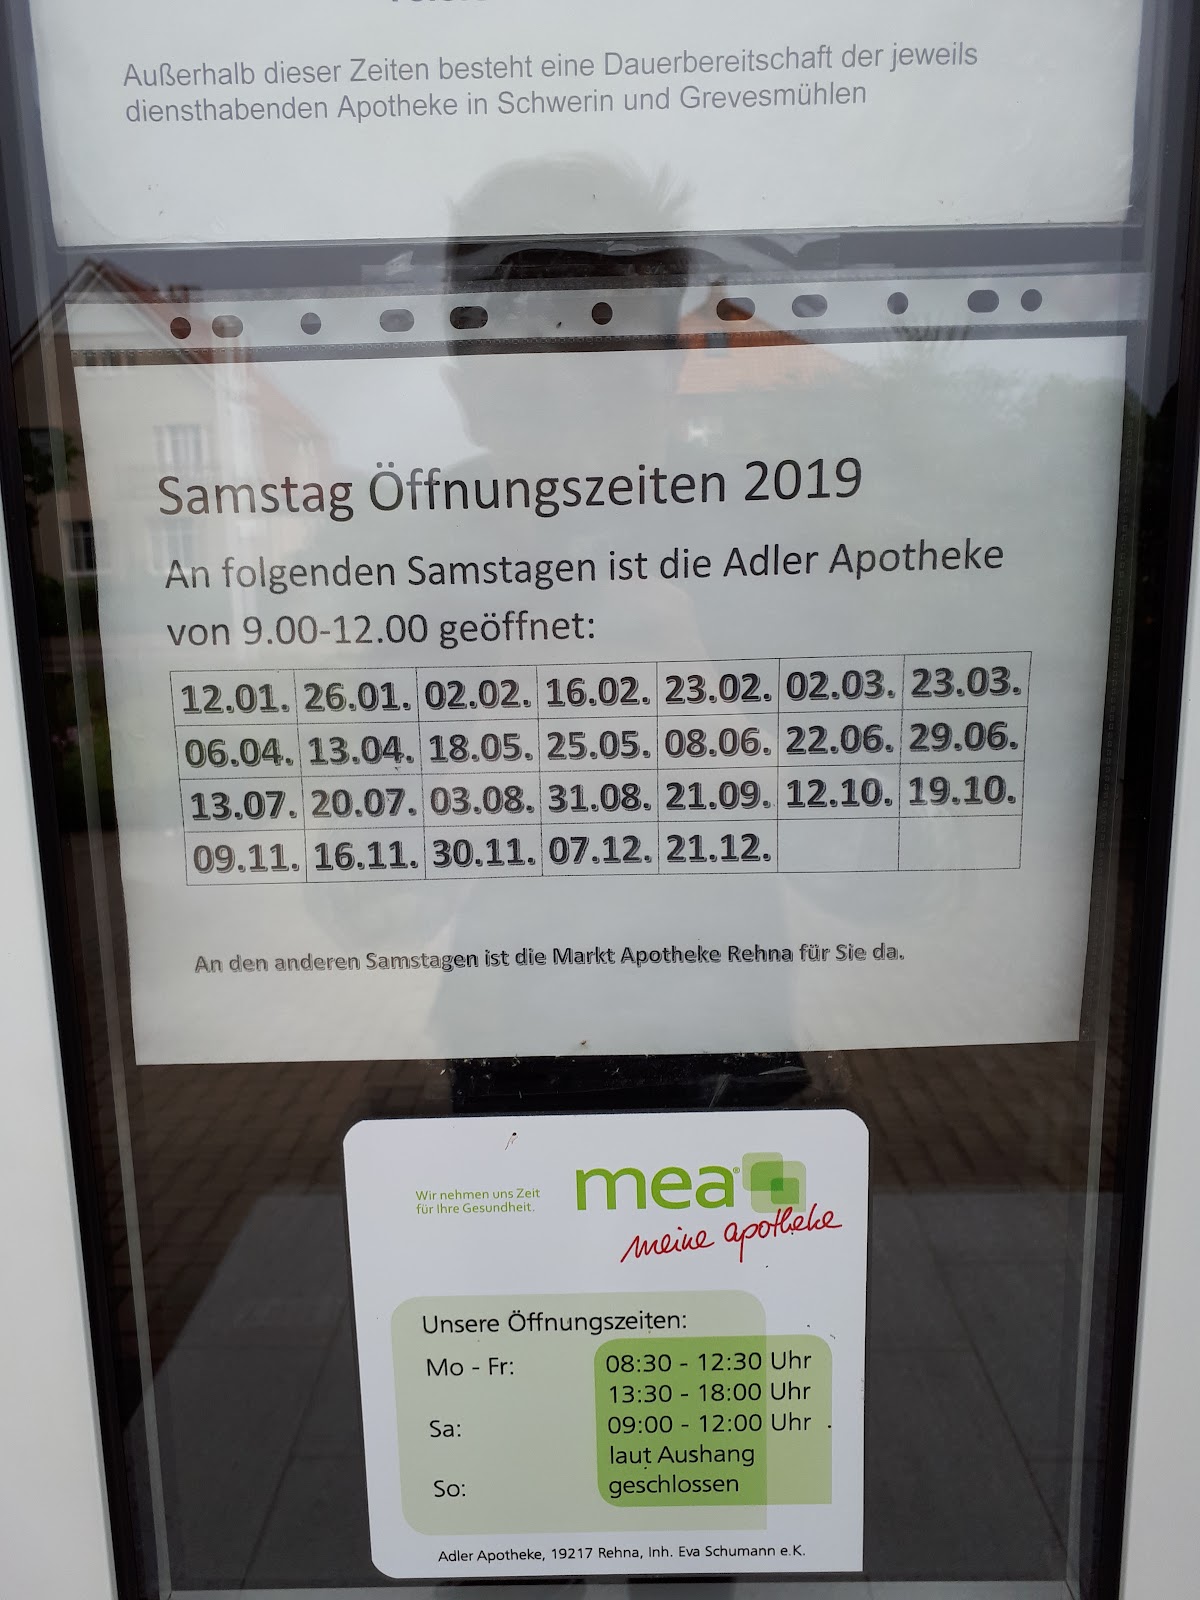 Außerhalb dieser Zeiten besteht eine Dauerbereitschaft der jeweils
diensthabenden Apotheke in Schwerin und Grevesmühlen
Samstag Öffnungszeiten 2019
An folgenden Samstagen ist die Adler Apotheke
von 9.00-12.00 geöffnet:
12.01. 26.01. 02.02. 16.02. 23.02. 02.03. 23.03.
06.04. 13.04. 18.05. 25.05. 08.06. 22.06. 29.06.
13.07. 20.07. 03.08. 31.08. 21.09. 12.10. 19.10.
09.11. 16.11. 30.11. 07.12. 21.12.
An den anderen Samstagen ist die Markt Apotheke Rehna für Sie da.
Wir nehmen uns Zeit
für Ihre Gesundheit.
mea®
meine apotheke
Unsere Öffnungszeiten:
Mo - Fr: 08:30 - 12:30 Uhr
13:30 - 18:00 Uhr
Sa: 09:00 - 12:00 Uhr
laut Aushang
So: geschlossen
Adler Apotheke, 19217 Rehna, Inh. Eva Schumann e.K.